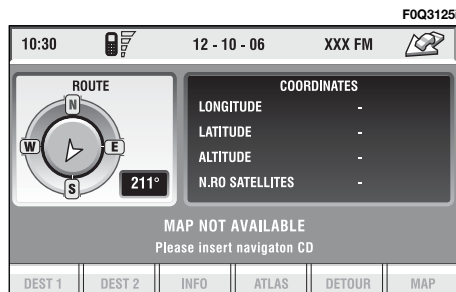 F0Q3125i
10:30 12 - 10 - 06 XXX FM
ROUTE
N
W E
S
211°
COORDINATES
LONGITUDE -
LATITUDE -
ALTITUDE -
N.RO SATELLITES -
MAP NOT AVAILABLE
Please insert navigaton CD
DEST 1 DEST 2 INFO ATLAS DETOUR MAP